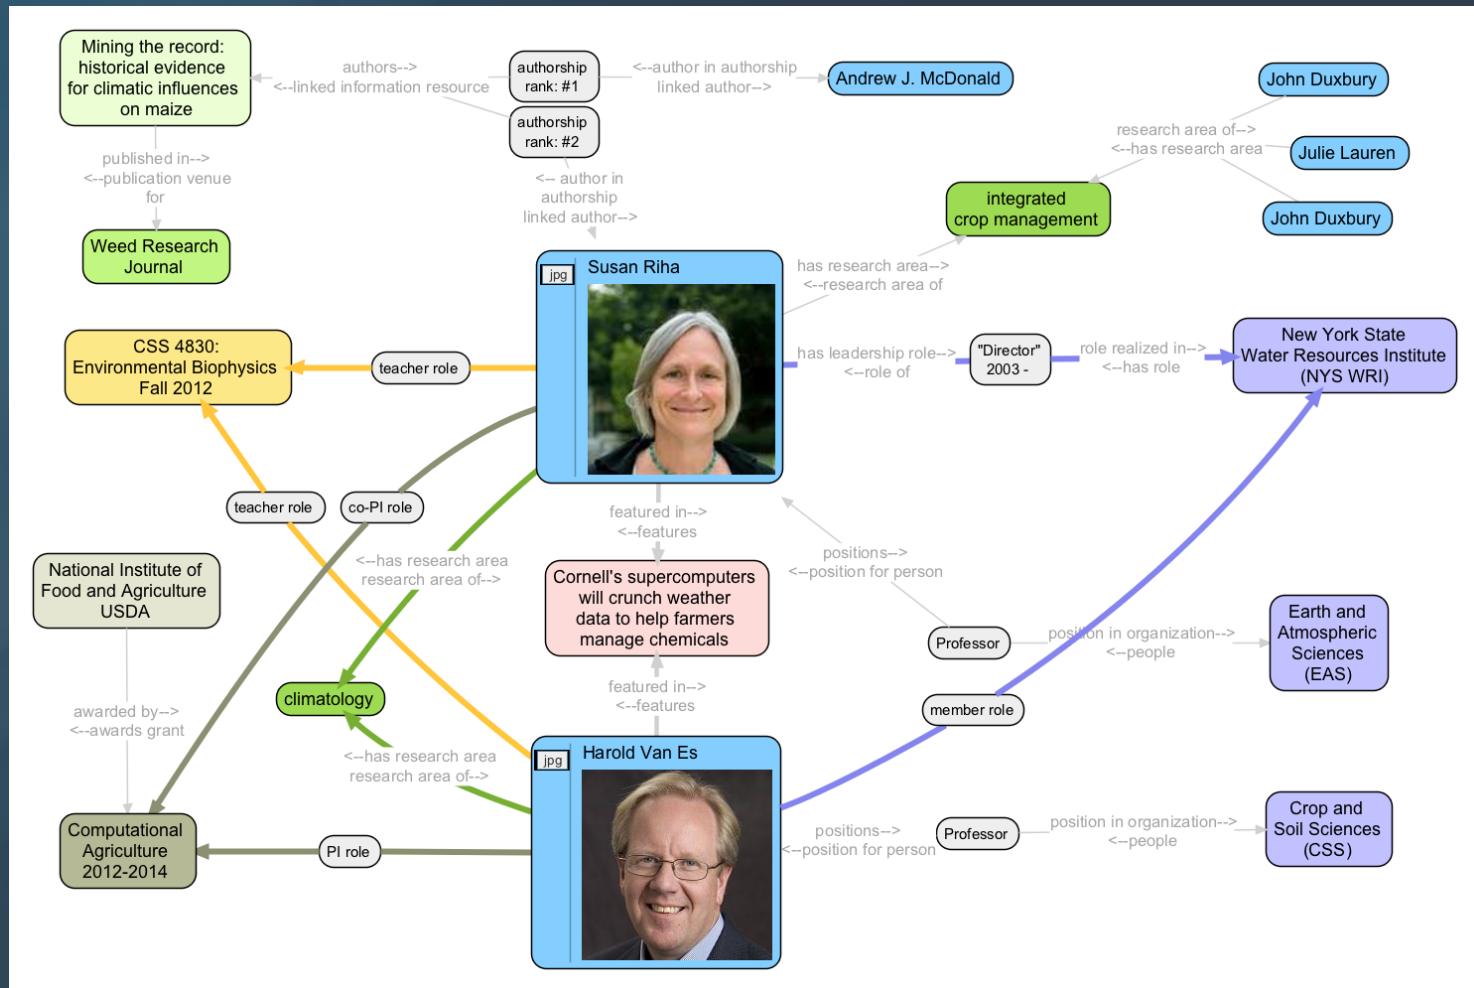 Mining the record:
historical evidence
for climatic influences
on maize
authors-->
<--linked information resource
authorship
rank: #1
<--author in authorship
linked author-->
Andrew J. McDonald
John Duxbury
authorship
rank: #2
research area of-->
<--has research area
Julie Lauren
published in-->
<--publication venue
for
<-- author in
authorship
linked author-->
integrated
crop management
John Duxbury
Weed Research
Journal
jpg
Susan Riha
has research area-->
<--research area of
CSS 4830:
Environmental Biophysics
Fall 2012
teacher role
has leadership role-->
<--role of
"Director"
2003 -
role realized in-->
<--has role
New York State
Water Resources Institute
(NYS WRI)
teacher role
co-PI role
featured in-->
<--features
<--has research area
research area of-->
positions-->
<--position for person
National Institute of
Food and Agriculture
USDA
Cornell's supercomputers
will crunch weather
data to help farmers
manage chemicals
Professor
position in organization-->
<--people
Earth and
Atmospheric
Sciences
(EAS)
climatology
featured in-->
<--features
member role
awarded by-->
<--awards grant
<--has research area
research area of-->
jpg
Harold Van Es
Computational
Agriculture
2012-2014
PI role
positions-->
<--position for person
Professor
position in organization-->
<--people
Crop and
Soil Sciences
(CSS)